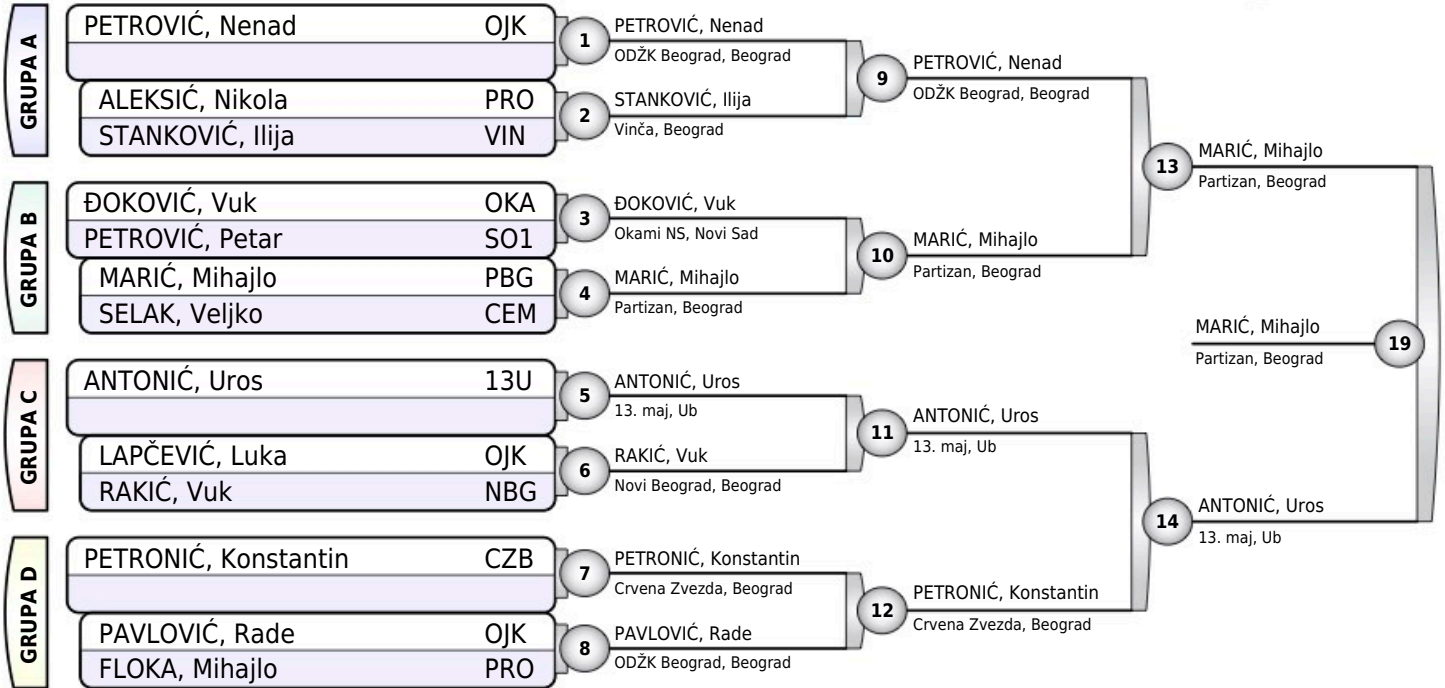 GRUPA A
PETROVIĆ, Nenad OJK
ALEKSIĆ, Nikola PRO
STANKOVIĆ, Ilija VIN
GRUPA B
ĐOKOVIĆ, Vuk OKA
PETROVIĆ, Petar SO1
MARIĆ, Mihajlo PBG
SELAK, Veljko CEM
GRUPA C
ANTONIĆ, Uros 13U
LAPČEVIĆ, Luka OJK
RAKIĆ, Vuk NBG
GRUPA D
PETRONIĆ, Konstantin CZB
PAVLOVIĆ, Rade OJK
FLOKA, Mihajlo PRO
1 PETROVIĆ, Nenad
ODŽK Beograd, Beograd
2 STANKOVIĆ, Ilija
Vinča, Beograd
3 ĐOKOVIĆ, Vuk
Okami NS, Novi Sad
4 MARIĆ, Mihajlo
Partizan, Beograd
5 ANTONIĆ, Uros
13. maj, Ub
6 RAKIĆ, Vuk
Novi Beograd, Beograd
7 PETRONIĆ, Konstantin
Crvena Zvezda, Beograd
8 PAVLOVIĆ, Rade
ODŽK Beograd, Beograd
9 PETROVIĆ, Nenad
ODŽK Beograd, Beograd
10 MARIĆ, Mihajlo
Partizan, Beograd
11 ANTONIĆ, Uros
13. maj, Ub
12 PETRONIĆ, Konstantin
Crvena Zvezda, Beograd
13 MARIĆ, Mihajlo
Partizan, Beograd
14 ANTONIĆ, Uros
13. maj, Ub
MARIĆ, Mihajlo 19
Partizan, Beograd